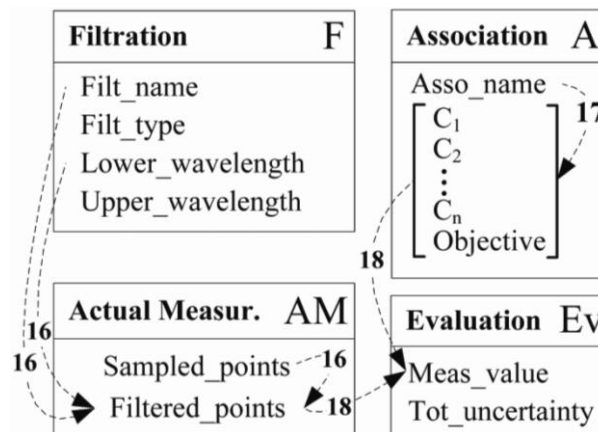 Filtration F
Filt_name
Filt_type
Lower_wavelength
Upper_wavelength
Association A
Asso_name
17
C1
C2
⋮
Cn
Objective
18
Actual Measur. AM
16
16
Sampled_points 16
Filtered_points 18
Evaluation Ev
Meas_value
Tot_uncertainty